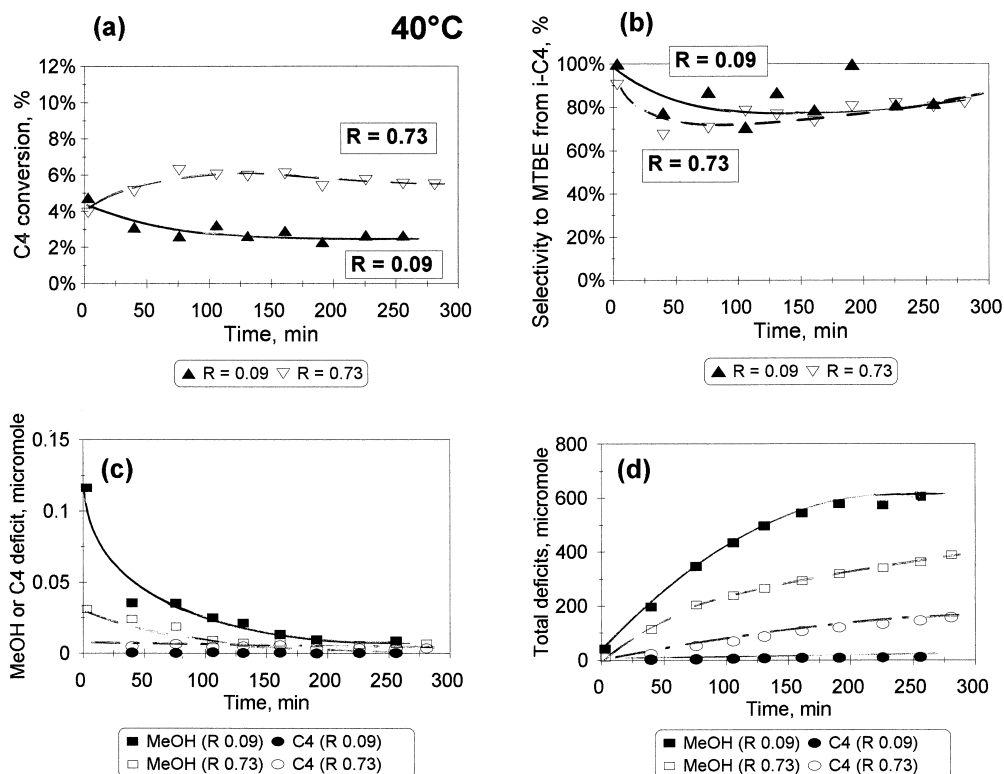 (a)
40°C
C4 conversion, %
12%
10%
8%
6%
4%
2%
0%
R = 0.73
R = 0.09
0 50 100 150 200 250 300
Time, min
▲ R = 0.09 ▽ R = 0.73
(b)
Selectivity to MTBE from i-C4, %
100%
80%
60%
40%
20%
0%
R = 0.09
R = 0.73
0 50 100 150 200 250 300
Time, min
▲ R = 0.09 ▽ R = 0.73
(c)
MeOH or C4 deficit, micromole
0.15
0.1
0.05
0
0 50 100 150 200 250 300
Time, min
■ MeOH (R 0.09) ● C4 (R 0.09)
□ MeOH (R 0.73) ○ C4 (R 0.73)
(d)
Total deficits, micromole
800
600
400
200
0
0 50 100 150 200 250 300
Time, min
■ MeOH (R 0.09) ● C4 (R 0.09)
□ MeOH (R 0.73) ○ C4 (R 0.73)